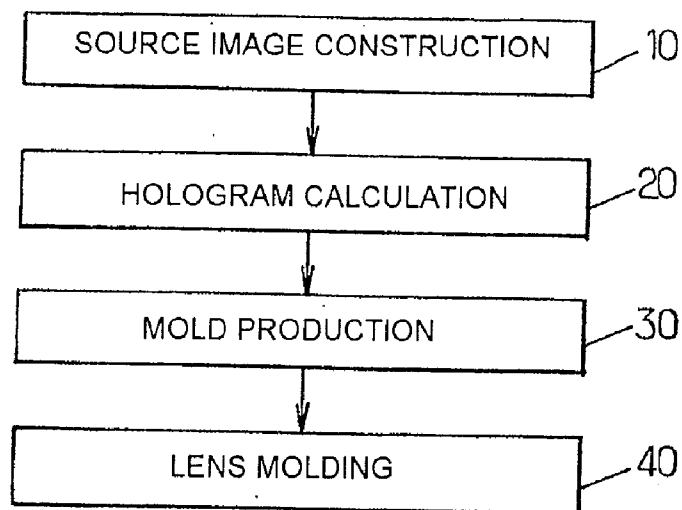 SOURCE IMAGE CONSTRUCTION 10
HOLOGRAM CALCULATION 20
MOLD PRODUCTION 30
LENS MOLDING 40